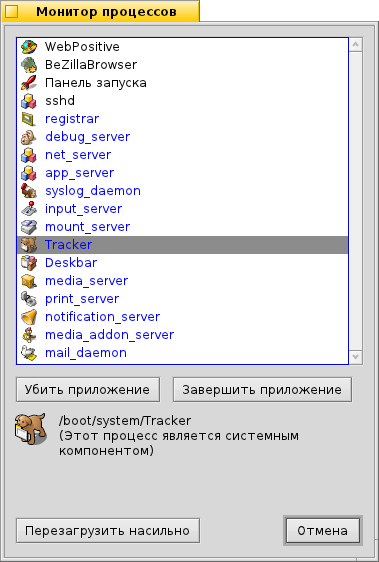 Монитор процессов
WebPositive
BeZillaBrowser
Панель запуска
sshd
registrar
debug_server
net_server
app_server
syslog_daemon
input_server
mount_server
Tracker
Deskbar
media_server
print_server
notification_server
media_addon_server
mail_daemon
Убить приложение Завершить приложение
/boot/system/Tracker
(Этот процесс является системным
компонентом)
Перезагрузить насильно Отмена